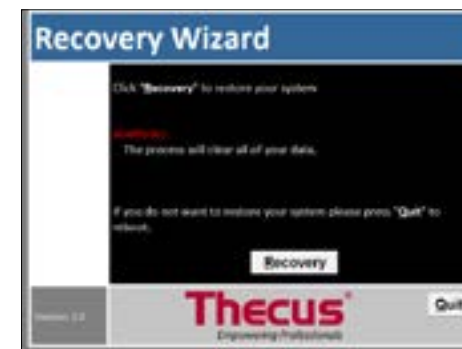 Recovery Wizard
Click "Recovery" to restore your system
WARNING:
The process will clear all of your data.
If you do not want to restore your system please press "Quit" to
reboot.
Recovery
Thecus
Quit
Empowering Professionals